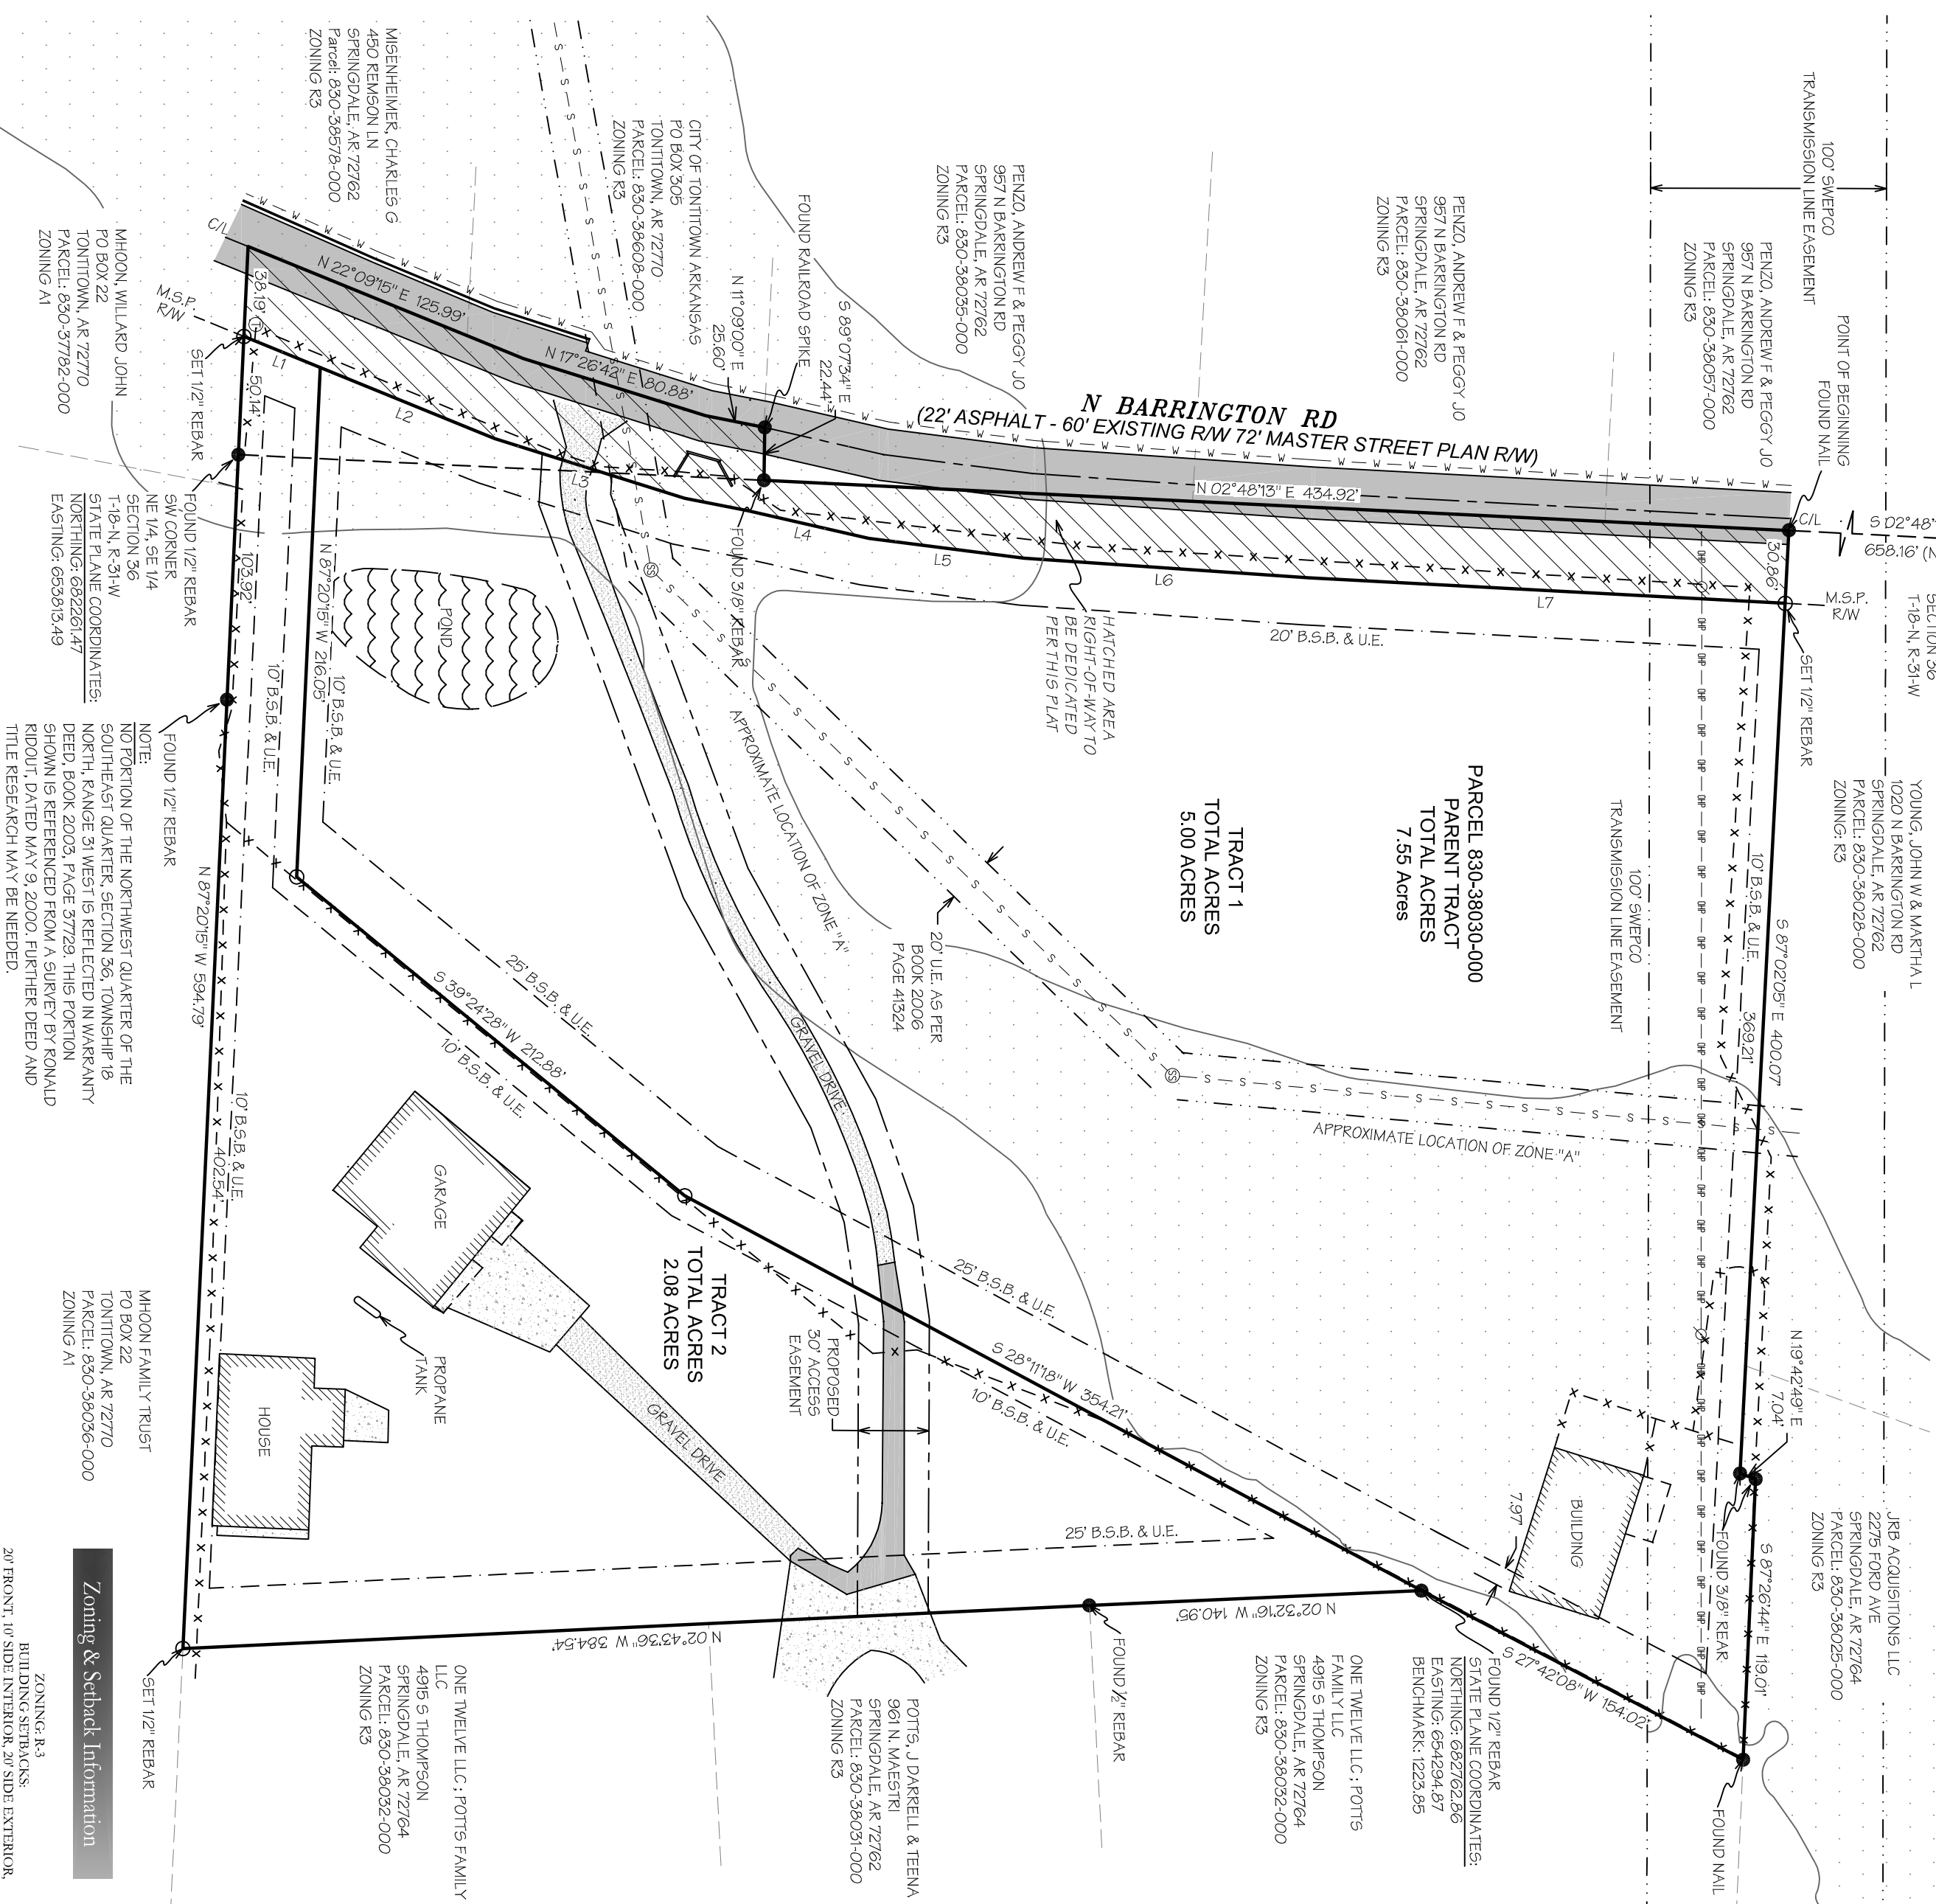 100' SWEPCO
TRANSMISSION LINE EASEMENT
POINT OF BEGINNING
FOUND NAIL
PENZO, ANDREW F & PEGGY JO
957 N BARRINGTON RD
SPRINGDALE, AR 72762
PARCEL: 830-38057-000
ZONING R3
PENZO, ANDREW F & PEGGY JO
957 N BARRINGTON RD
SPRINGDALE, AR 72762
PARCEL: 830-38061-000
ZONING R3
PENZO, ANDREW F & PEGGY JO
957 N BARRINGTON RD
SPRINGDALE, AR 72762
PARCEL: 830-38035-000
ZONING R3
CITY OF TONTITOWN ARKANSAS
PO BOX 305
TONTITOWN, AR 72770
PARCEL: 830-38608-000
ZONING R3
MISENHEIMER, CHARLES G
450 REMSON LN
SPRINGDALE, AR 72762
Parcel: 830-38578-000
ZONING R3
MHOON, WILLARD JOHN
PO BOX 22
TONTITOWN, AR 72770
PARCEL: 830-37782-000
ZONING A1
FOUND RAILROAD SPIKE
S 89°07'34" E
22.44'
N 11°09'00" E
25.60'
N 17°26'42" E 80.88'
N 22°09'15" E 125.99'
C/L
38.19'
M.S.P.
R/W
SET 1/2" REBAR
50.14'
L1
L2
L3
L4
L5
L6
L7
N BARRINGTON RD
(22' ASPHALT - 60' EXISTING R/W 72' MASTER STREET PLAN R/W)
N 02°48'13" E 434.92'
C/L
S 02°48'
658.16' (N
30.86'
M.S.P.
R/W
SECTION 36
T-18-N, R-31-W
SET 1/2" REBAR
20' B.S.B. & U.E.
HATCHED AREA
RIGHT-OF-WAY TO
BE DEDICATED
PER THIS PLAT
FOUND 3/8" REBAR
FOUND 1/2" REBAR
SW CORNER
NE 1/4, SE 1/4
SECTION 36
T-18-N, R-31-W
STATE PLANE COORDINATES:
NORTHING: 682261.47
EASTING: 653813.49
103.92'
N 87°20'15" W 216.05'
10' B.S.B. & U.E.
10' B.S.B. & U.E.
POND
FOUND 1/2" REBAR
NOTE:
NO PORTION OF THE NORTHWEST QUARTER OF THE
SOUTHEAST QUARTER, SECTION 36, TOWNSHIP 18
NORTH, RANGE 31 WEST IS REFLECTED IN WARRANTY
DEED, BOOK 2003, PAGE 37729. THIS PORTION
SHOWN IS REFERENCED FROM A SURVEY BY RONALD
RIDOUT, DATED MAY 9, 2000. FURTHER DEED AND
TITLE RESEARCH MAY BE NEEDED.
YOUNG, JOHN W & MARTHA L
1020 N BARRINGTON RD
SPRINGDALE, AR 72762
PARCEL: 830-38028-000
ZONING: R3
PARCEL 830-38030-000
PARENT TRACT
TOTAL ACRES
7.55 Acres
TRACT 1
TOTAL ACRES
5.00 ACRES
100' SWEPCO
TRANSMISSION LINE EASEMENT
10' B.S.B. & U.E.
S 87°02'05" E 400.07'
369.21'
APPROXIMATE LOCATION OF ZONE "A"
APPROXIMATE LOCATION OF ZONE "A"
20' U.E. AS PER
BOOK 2006
PAGE 41324
GRAVEL DRIVE
25' B.S.B. & U.E.
S 39°24'28" W 212.88'
10' B.S.B. & U.E.
N 87°20'15" W 594.79'
10' B.S.B. & U.E.
402.54'
GARAGE
PROPANE
TANK
HOUSE
TRACT 2
TOTAL ACRES
2.08 ACRES
PROPOSED
30' ACCESS
EASEMENT
GRAVEL DRIVE
25' B.S.B. & U.E.
S 28°11'18" W 354.21'
10' B.S.B. & U.E.
25' B.S.B. & U.E.
7.97
BUILDING
N 19°42'49" E
7.04'
FOUND 3/8" REAR
S 87°26'44" E 119.01'
S 27°42'08" W 154.02'
FOUND NAIL
JRB ACQUISITIONS LLC
2275 FORD AVE
SPRINGDALE, AR 72764
PARCEL: 830-38025-000
ZONING R3
FOUND 1/2" REBAR
STATE PLANE COORDINATES:
NORTHING: 682762.86
EASTING: 654294.87
BENCHMARK: 1223.85
N 02°32'16" W 140.95'
ONE TWELVE LLC ; POTTS
FAMILY LLC
4915 S THOMPSON
SPRINGDALE, AR 72764
PARCEL: 830-38032-000
ZONING R3
FOUND ½" REBAR
POTTS, J DARRELL & TEENA
961 N. MAESTRI
SPRINGDALE, AR 72762
PARCEL: 830-38031-000
ZONING R3
N 02°43'36" W 384.54'
ONE TWELVE LLC ; POTTS FAMILY
LLC
4915 S THOMPSON
SPRINGDALE, AR 72764
PARCEL: 830-38032-000
ZONING R3
SET 1/2" REBAR
MHOON FAMILY TRUST
PO BOX 22
TONTITOWN, AR 72770
PARCEL: 830-38036-000
ZONING A1
Zoning & Setback Information
ZONING: R-3
BUILDING SETBACKS:
20' FRONT, 10' SIDE INTERIOR, 20' SIDE EXTERIOR,